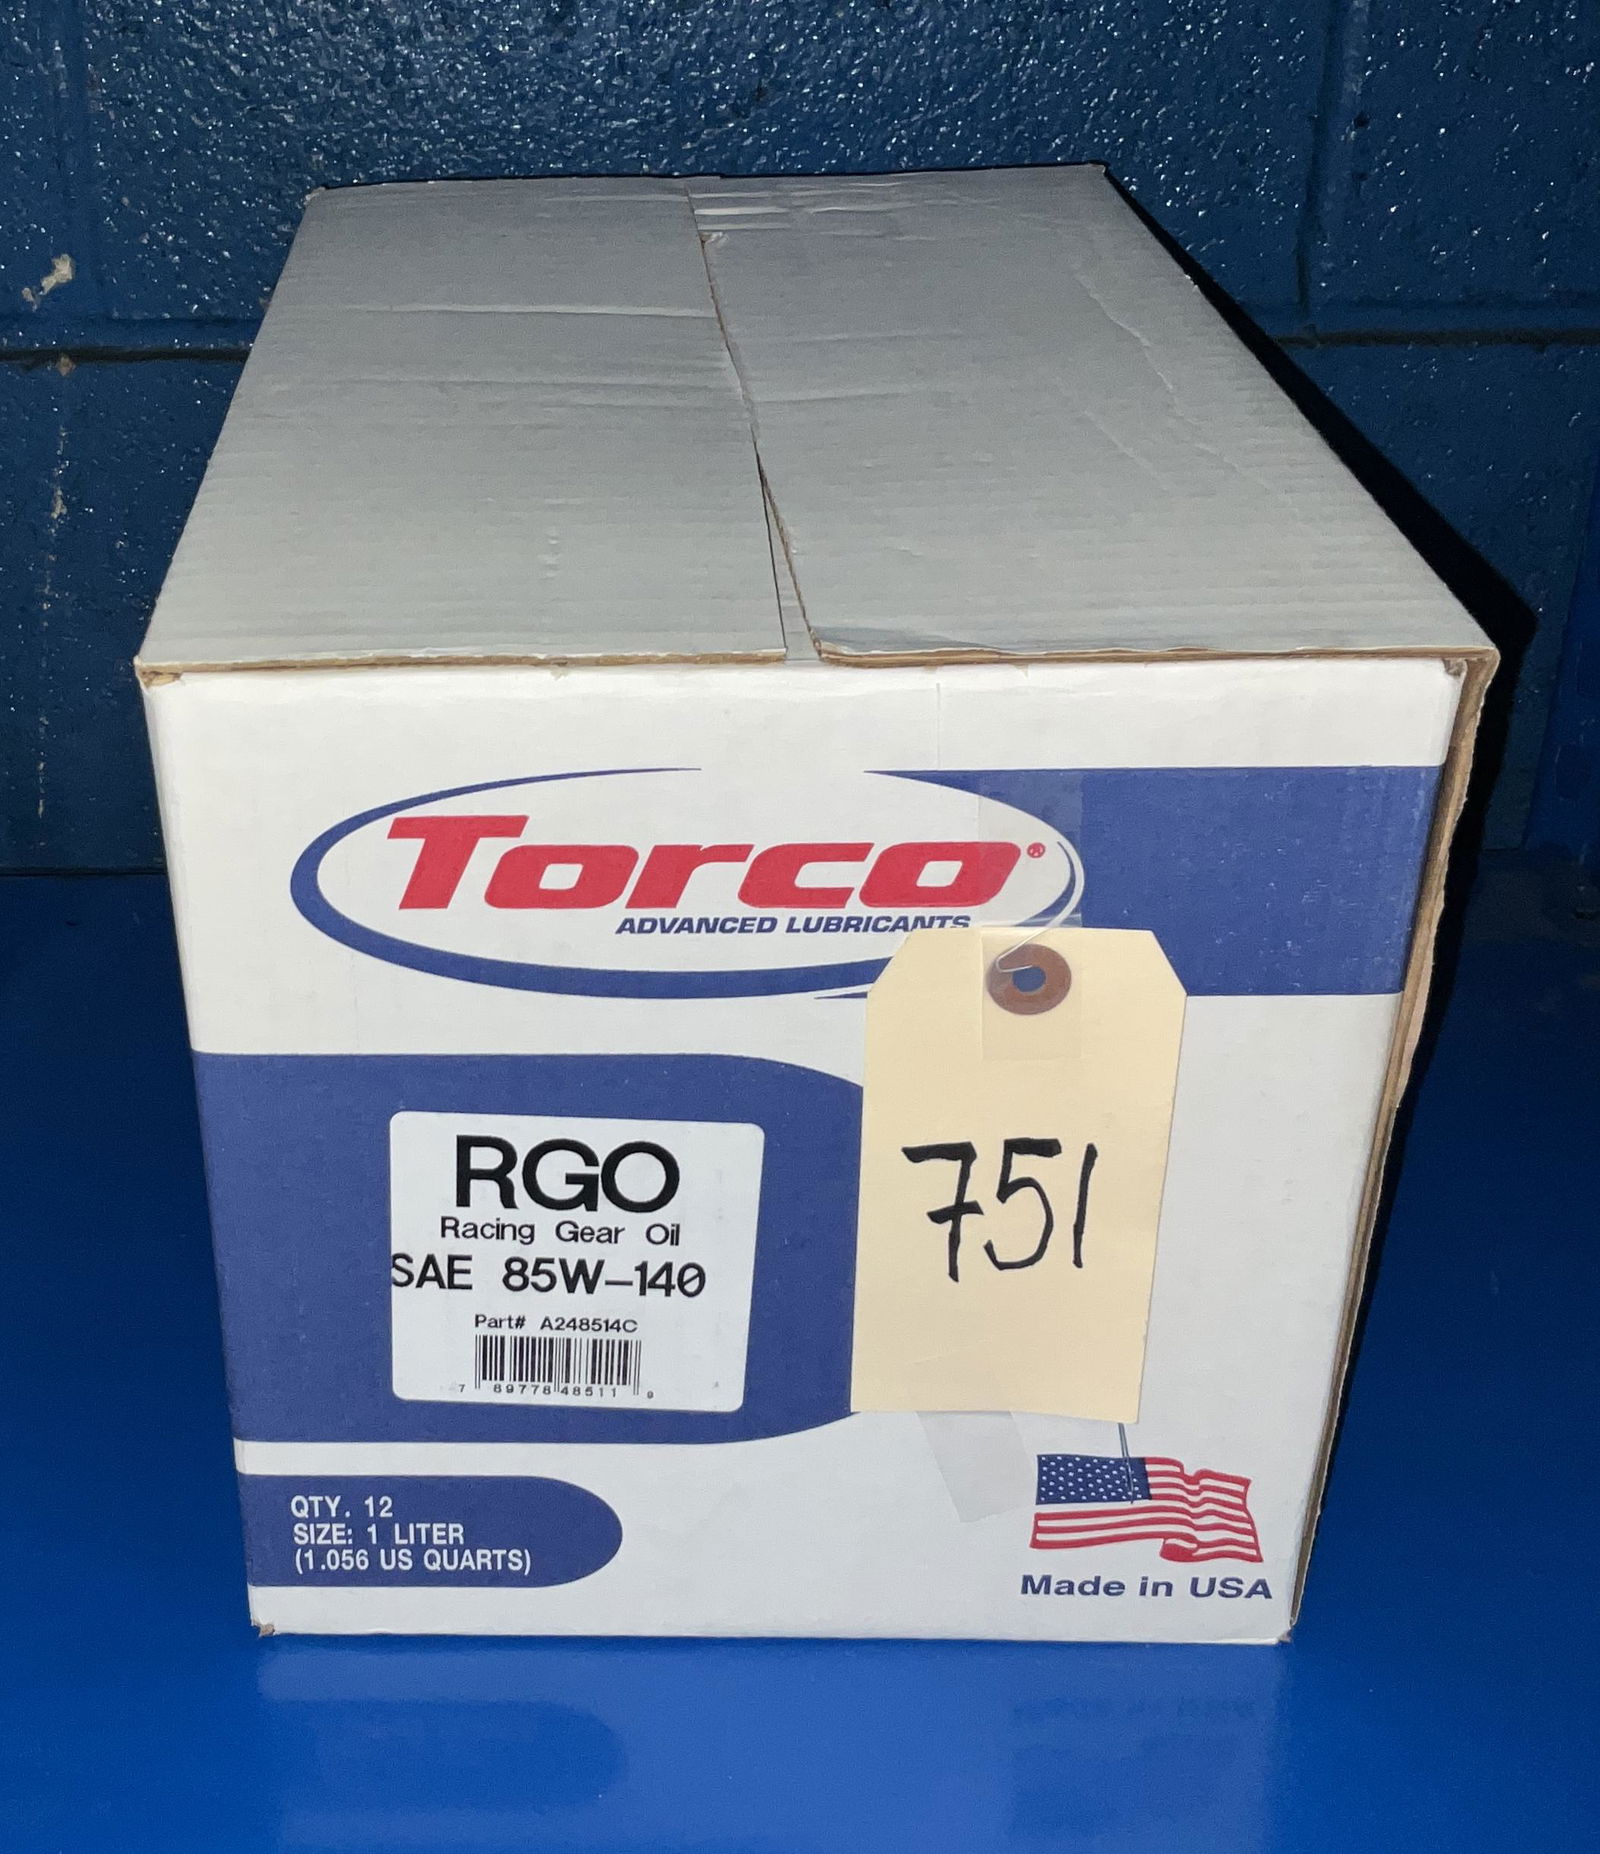 Torco®
ADVANCED LUBRICANTS
751
RGO
Racing Gear Oil
SAE 85W-140
Part# A248514C
7 89778 48511 9
QTY. 12
SIZE: 1 LITER
(1.056 US QUARTS)
Made in USA